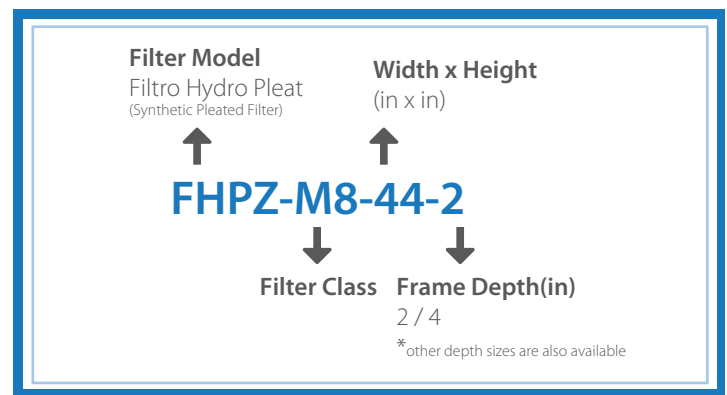 Filter Model
Filtro Hydro Pleat
(Synthetic Pleated Filter)
Width x Height
(in x in)
FHPZ-M8-44-2
Filter Class
Frame Depth(in)
2 / 4
*other depth sizes are also available